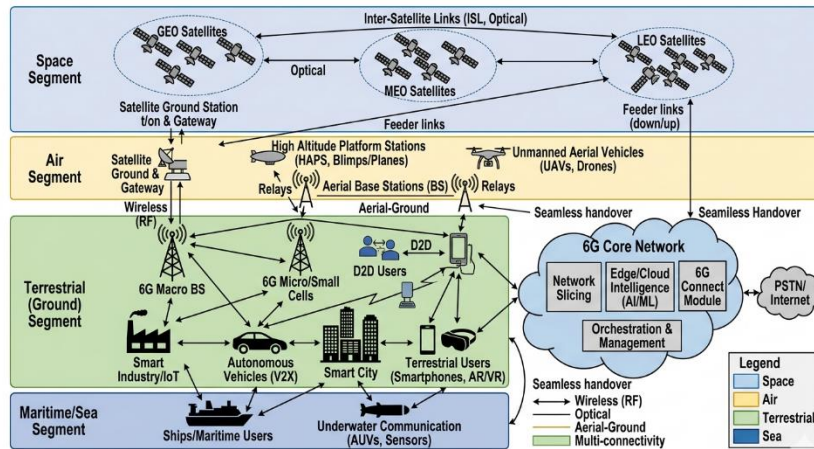 Space
Segment
GEO Satellites
Inter-Satellite Links (ISL, Optical)
LEO Satellites
Optical
MEO Satellites
Satellite Ground Station
t/on & Gateway
Feeder links
Feeder links
(down/up)
Air
Segment
Satellite
Ground &
Gateway
High Altitude Platform Stations
(HAPS, Blimps/Planes)
Unmanned Aerial Vehicles
(UAVs, Drones)
Relays
Aerial Base Stations (BS)
Relays
Wireless
(RF)
Aerial-Ground
Seamless handover
Seamiless Handover
Terrestrial
(Ground)
Segment
6G Macro BS
6G Micro/Small
Cells
D2D
D2D Users
6G Core Network
Network
Slicing
Edge/Cloud
Intelligence
(AI/ML)
6G
Connect
Module
Orchestration &
Management
PSTN/
Internet
Smart
Industry/IoT
Autonomous
Vehicles (V2X)
Smart City
Terrestrial Users
(Smartphones, AR/VR)
Maritime/Sea
Segment
Ships/Maritime Users
Underwater Communication
(AUVs, Sensors)
Seamless handover
Wireless (RF)
Optical
Aerial-Ground
Multi-connectivity
Legend
Space
Air
Terrestrial
Sea